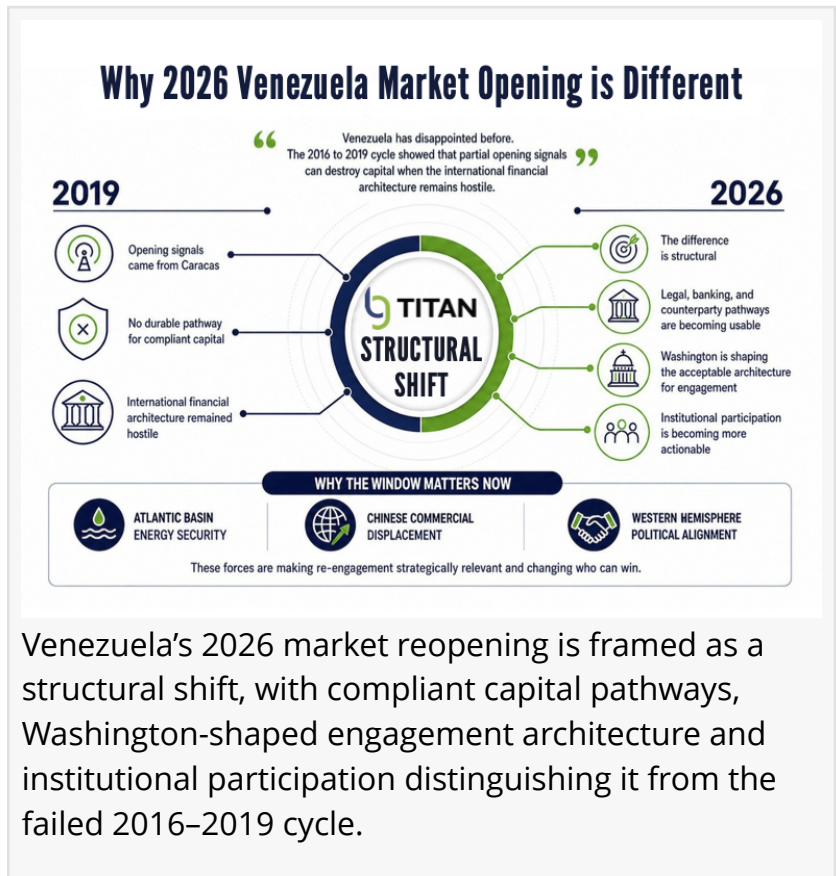 Why 2026 Venezuela Market Opening is Different
“ Venezuela has disappointed before.
The 2016 to 2019 cycle showed that partial opening signals ”
can destroy capital when the international financial
architecture remains hostile.
2019
Opening signals
came from Caracas
No durable pathway
for compliant capital
International financial
architecture remained
hostile
TITAN
STRUCTURAL
SHIFT
2026
The difference
is structural
Legal, banking, and
counterparty pathways
are becoming usable
Washington is shaping
the acceptable architecture
for engagement
Institutional participation
is becoming more
actionable
WHY THE WINDOW MATTERS NOW
ATLANTIC BASIN
ENERGY SECURITY
CHINESE COMMERCIAL
DISPLACEMENT
WESTERN HEMISPHERE
POLITICAL ALIGNMENT
These forces are making re-engagement strategically relevant and changing who can win.
Venezuela’s 2026 market reopening is framed as a
structural shift, with compliant capital pathways,
Washington-shaped engagement architecture and
institutional participation distinguishing it from the
failed 2016–2019 cycle.